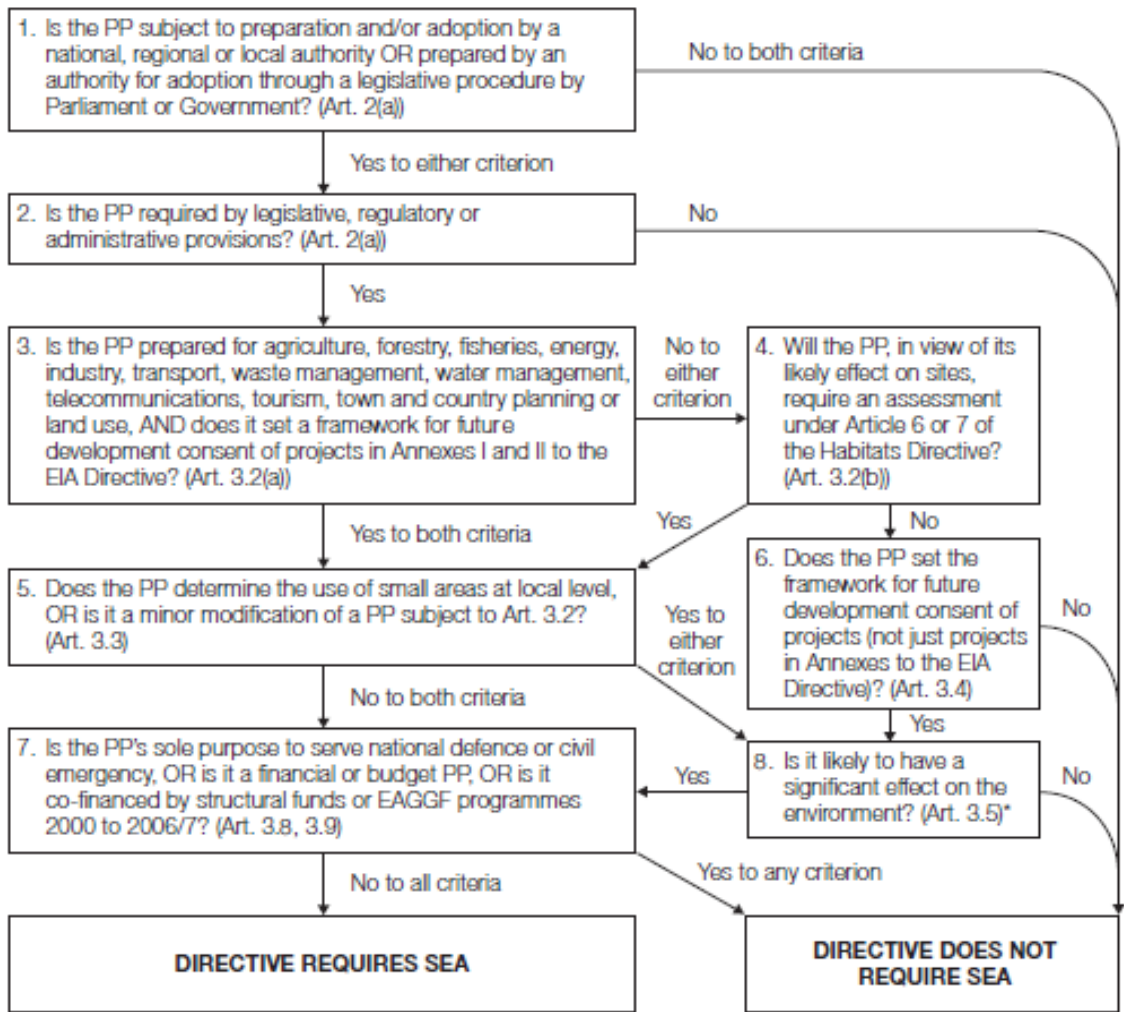 1. Is the PP subject to preparation and/or adoption by a
national, regional or local authority OR prepared by an
authority for adoption through a legislative procedure by
Parliament or Government? (Art. 2(a))
No to both criteria
Yes to either criterion
2. Is the PP required by legislative, regulatory or
administrative provisions? (Art. 2(a))
No
Yes
3. Is the PP prepared for agriculture, forestry, fisheries, energy,
industry, transport, waste management, water management,
telecommunications, tourism, town and country planning or
land use, AND does it set a framework for future
development consent of projects in Annexes I and II to the
EIA Directive? (Art. 3.2(a))
No to
either
criterion
4. Will the PP, in view of its
likely effect on sites,
require an assessment
under Article 6 or 7 of
the Habitats Directive?
(Art. 3.2(b))
Yes to both criteria
Yes
No
5. Does the PP determine the use of small areas at local level,
OR is it a minor modification of a PP subject to Art. 3.2?
(Art. 3.3)
Yes to
either
criterion
6. Does the PP set the
framework for future
development consent of
projects (not just projects
in Annexes to the EIA
Directive)? (Art. 3.4)
No
No to both criteria
Yes
7. Is the PP's sole purpose to serve national defence or civil
emergency, OR is it a financial or budget PP, OR is it
co-financed by structural funds or EAGGF programmes
2000 to 2006/7? (Art. 3.8, 3.9)
Yes
8. Is it likely to have a
significant effect on the
environment? (Art. 3.5)*
No
No to all criteria
Yes to any criterion
DIRECTIVE REQUIRES SEA
DIRECTIVE DOES NOT
REQUIRE SEA